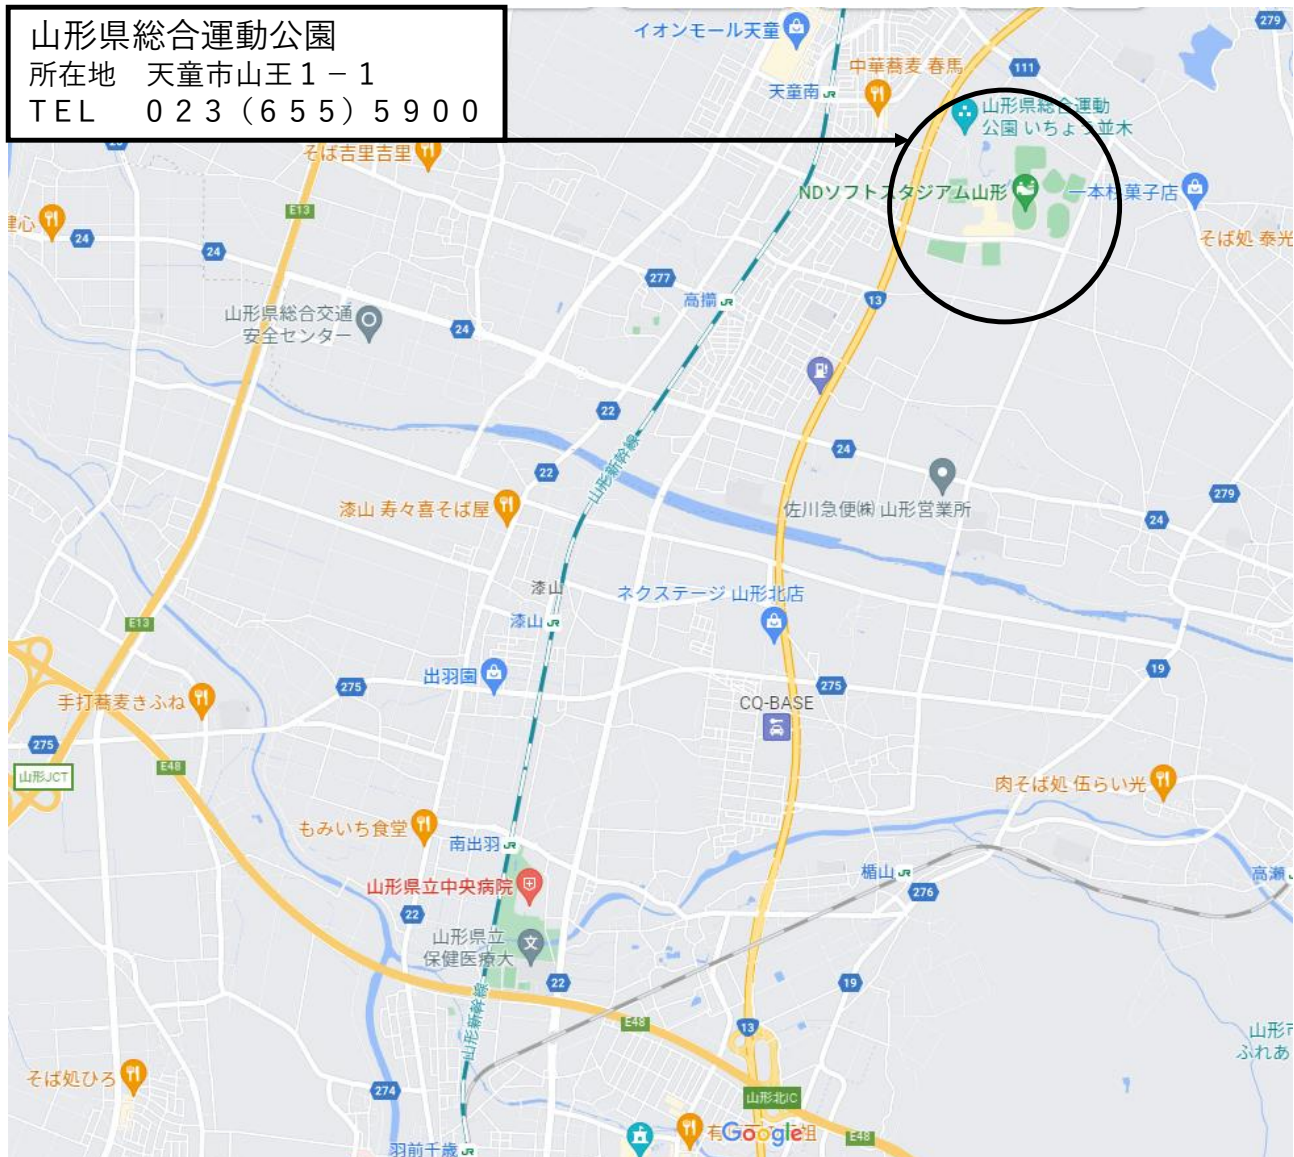 山形県総合運動公園
所在地　天童市山王１－１
ＴＥＬ　０２３（６５５）５９００
イオンモール天童
279
中華蕎麦 春馬
111
天童南
山形県総合運動
公園 いちょう並木
そば吉里吉里
NDソフトスタジアム山形
一本杉菓子店
E13
24
24
そば処 泰光
277
高擶
13
山形県総合交通
安全センター
24
22
24
22
山形新幹線
漆山 寿々喜そば屋
佐川急便㈱ 山形営業所
279
24
漆山
ネクステージ 山形北店
漆山
E13
出羽園
275
275
19
手打蕎麦きふね
CQ-BASE
275
E48
山形JCT
肉そば処 伍らい光
もみいち食堂
南出羽
楯山
高瀬
山形県立中央病院
276
22
山形県立
保健医療大
22
19
山形新幹線
E48
13
山形市
ふれあ
そば処ひろ
274
山形北IC
Google
E48
羽前千歳